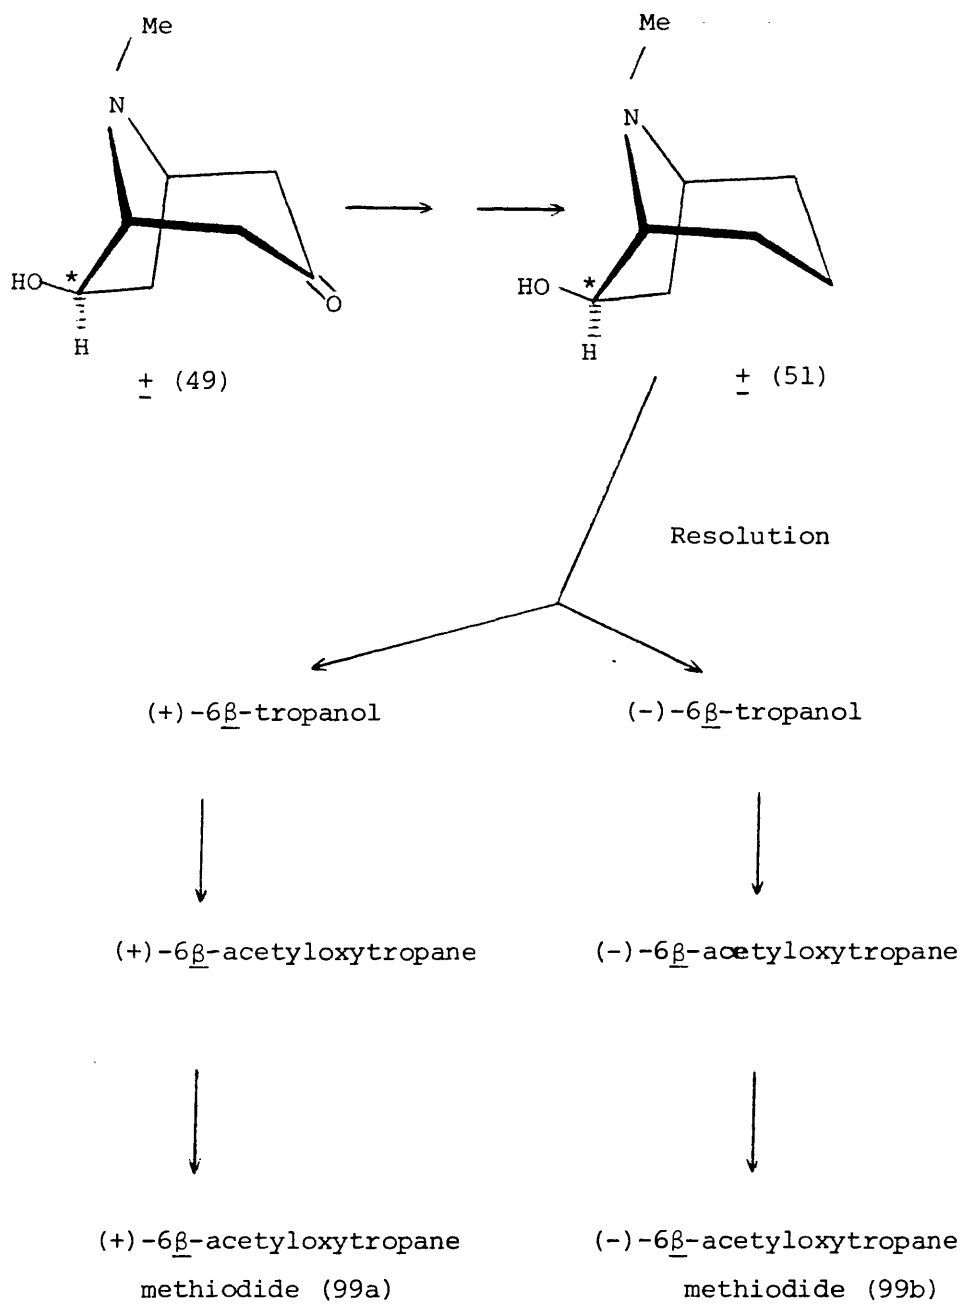 Me Me
N N
HO * HO *
O
H H
± (49) ± (51)
Resolution
(+)-6β-tropanol (-)-6β-tropanol
(+)-6β-acetyloxytropane (-)-6β-acetyloxytropane
(+)-6β-acetyloxytropane (-)-6β-acetyloxytropane
methiodide (99a) methiodide (99b)